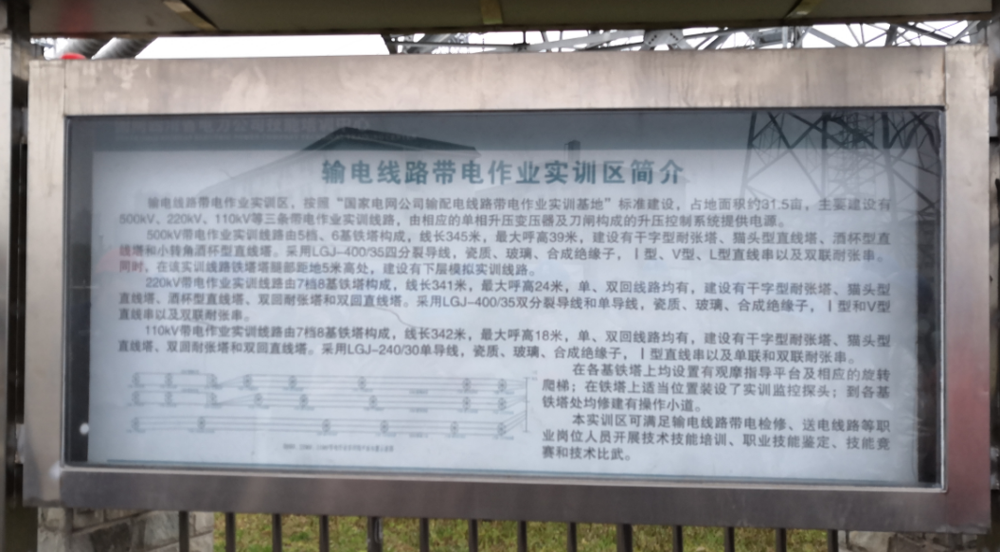 输电线路带电作业实训区简介
输电线路带电作业实训区，按照“国家电网公司输配电线路带电作业实训基地”标准建设，占地面积约31.5亩，主要建设有
500kV、220kV、110kV等三条带电作业实训线路，由相应的单相升压变压器及刀闸构成的升压控制系统提供电源。
500kV带电作业实训线路由5档、6基铁塔构成，线长345米，最大呼高39米，建设有干字型耐张塔、猫头型直线塔、酒杯型直
线塔和小转角酒杯型直线塔。采用LGJ-400/35四分裂导线，瓷质、玻璃、合成绝缘子，Ⅰ型、V型、L型直线串以及双联耐张串。
同时，在该实训线路铁塔塔腿部距地5米高处，建设有下层模拟实训线路。
220kV带电作业实训线路由7档8基铁塔构成，线长341米，最大呼高24米，单、双回线路均有，建设有干字型耐张塔、猫头型
直线塔、酒杯型直线塔、双回耐张塔和双回直线塔。采用LGJ-400/35双分裂导线和单导线，瓷质、玻璃、合成绝缘子，Ⅰ型和V型
直线串以及双联耐张串。
110kV带电作业实训线路由7档8基铁塔构成，线长342米，最大呼高18米，单、双回线路均有，建设有干字型耐张塔、猫头型
直线塔、双回耐张塔和双回直线塔。采用LGJ-240/30单导线，瓷质、玻璃、合成绝缘子，Ⅰ型直线串以及单联和双联耐张串。
在各基铁塔上均设置有观摩指导平台及相应的旋转
爬梯；在铁塔上适当位置装设了实训监控探头；到各基
铁塔处均修建有操作小道。
本实训区可满足输电线路带电检修、送电线路等职
业岗位人员开展技术技能培训、职业技能鉴定、技能竞
赛和技术比武。